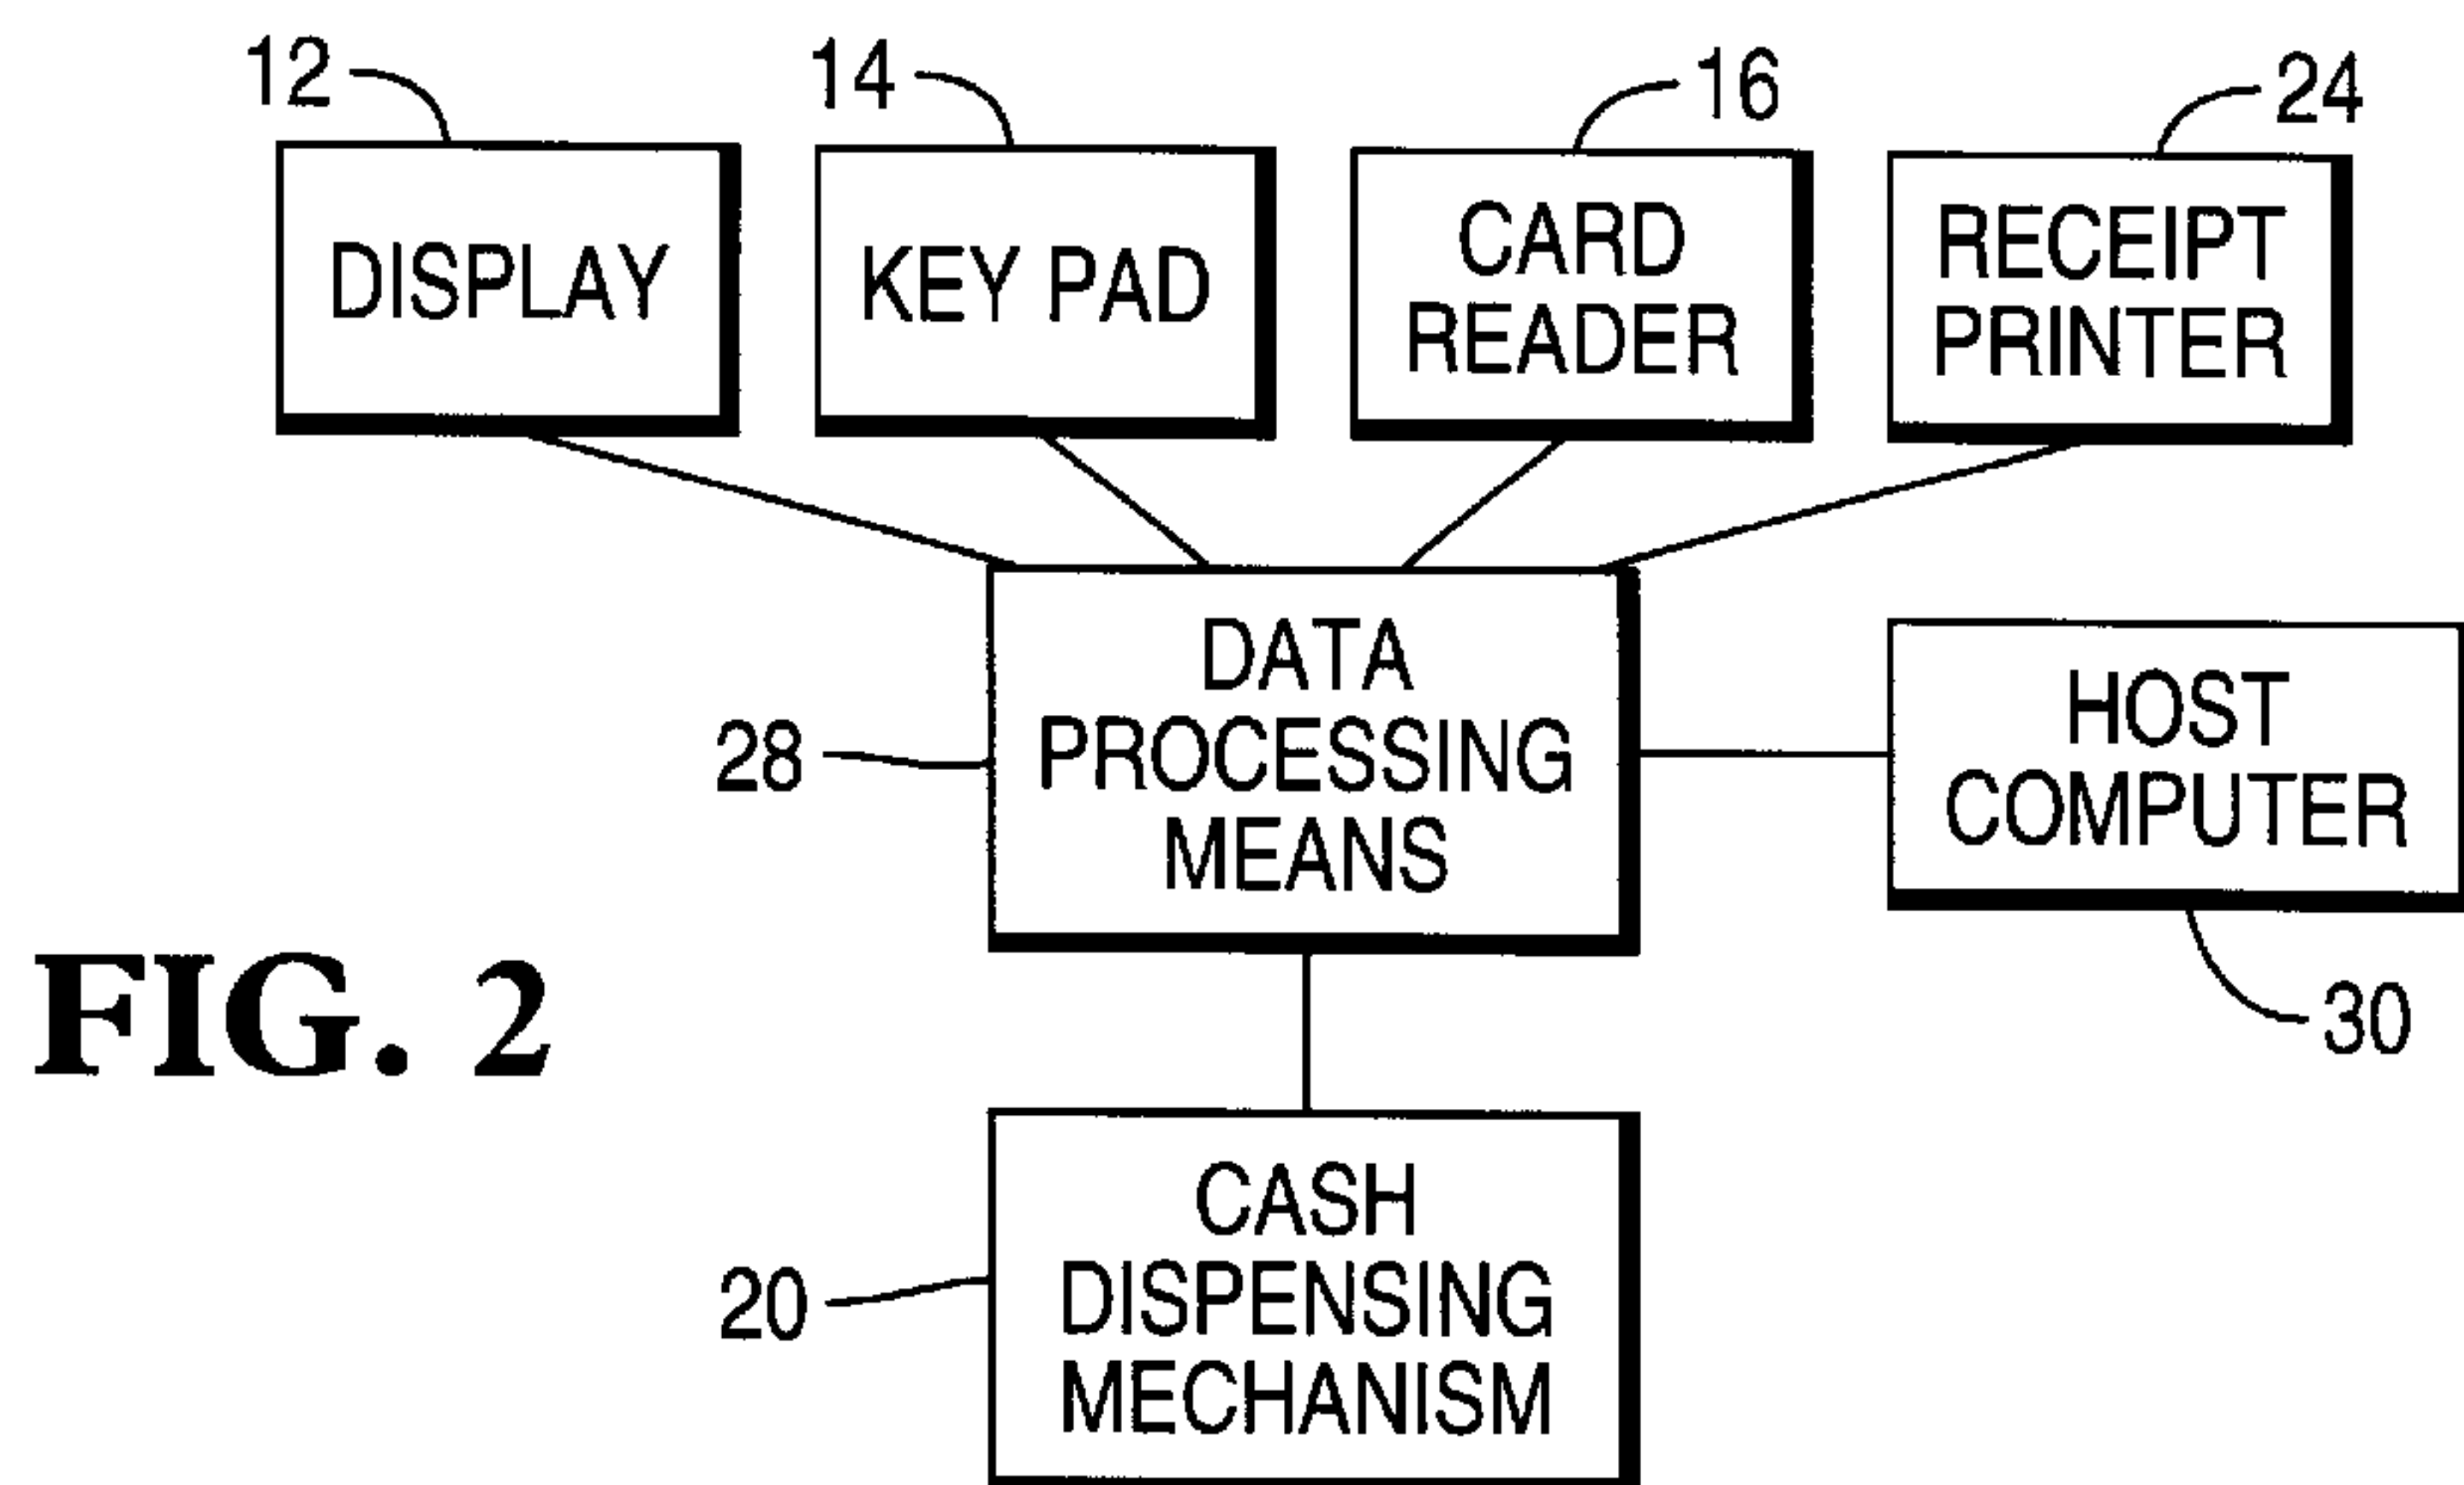 12
14
16
24
DISPLAY
KEY PAD
CARD
READER
RECEIPT
PRINTER
DATA
PROCESSING
MEANS
28
HOST
COMPUTER
30
FIG. 2
CASH
DISPENSING
MECHANISM
20